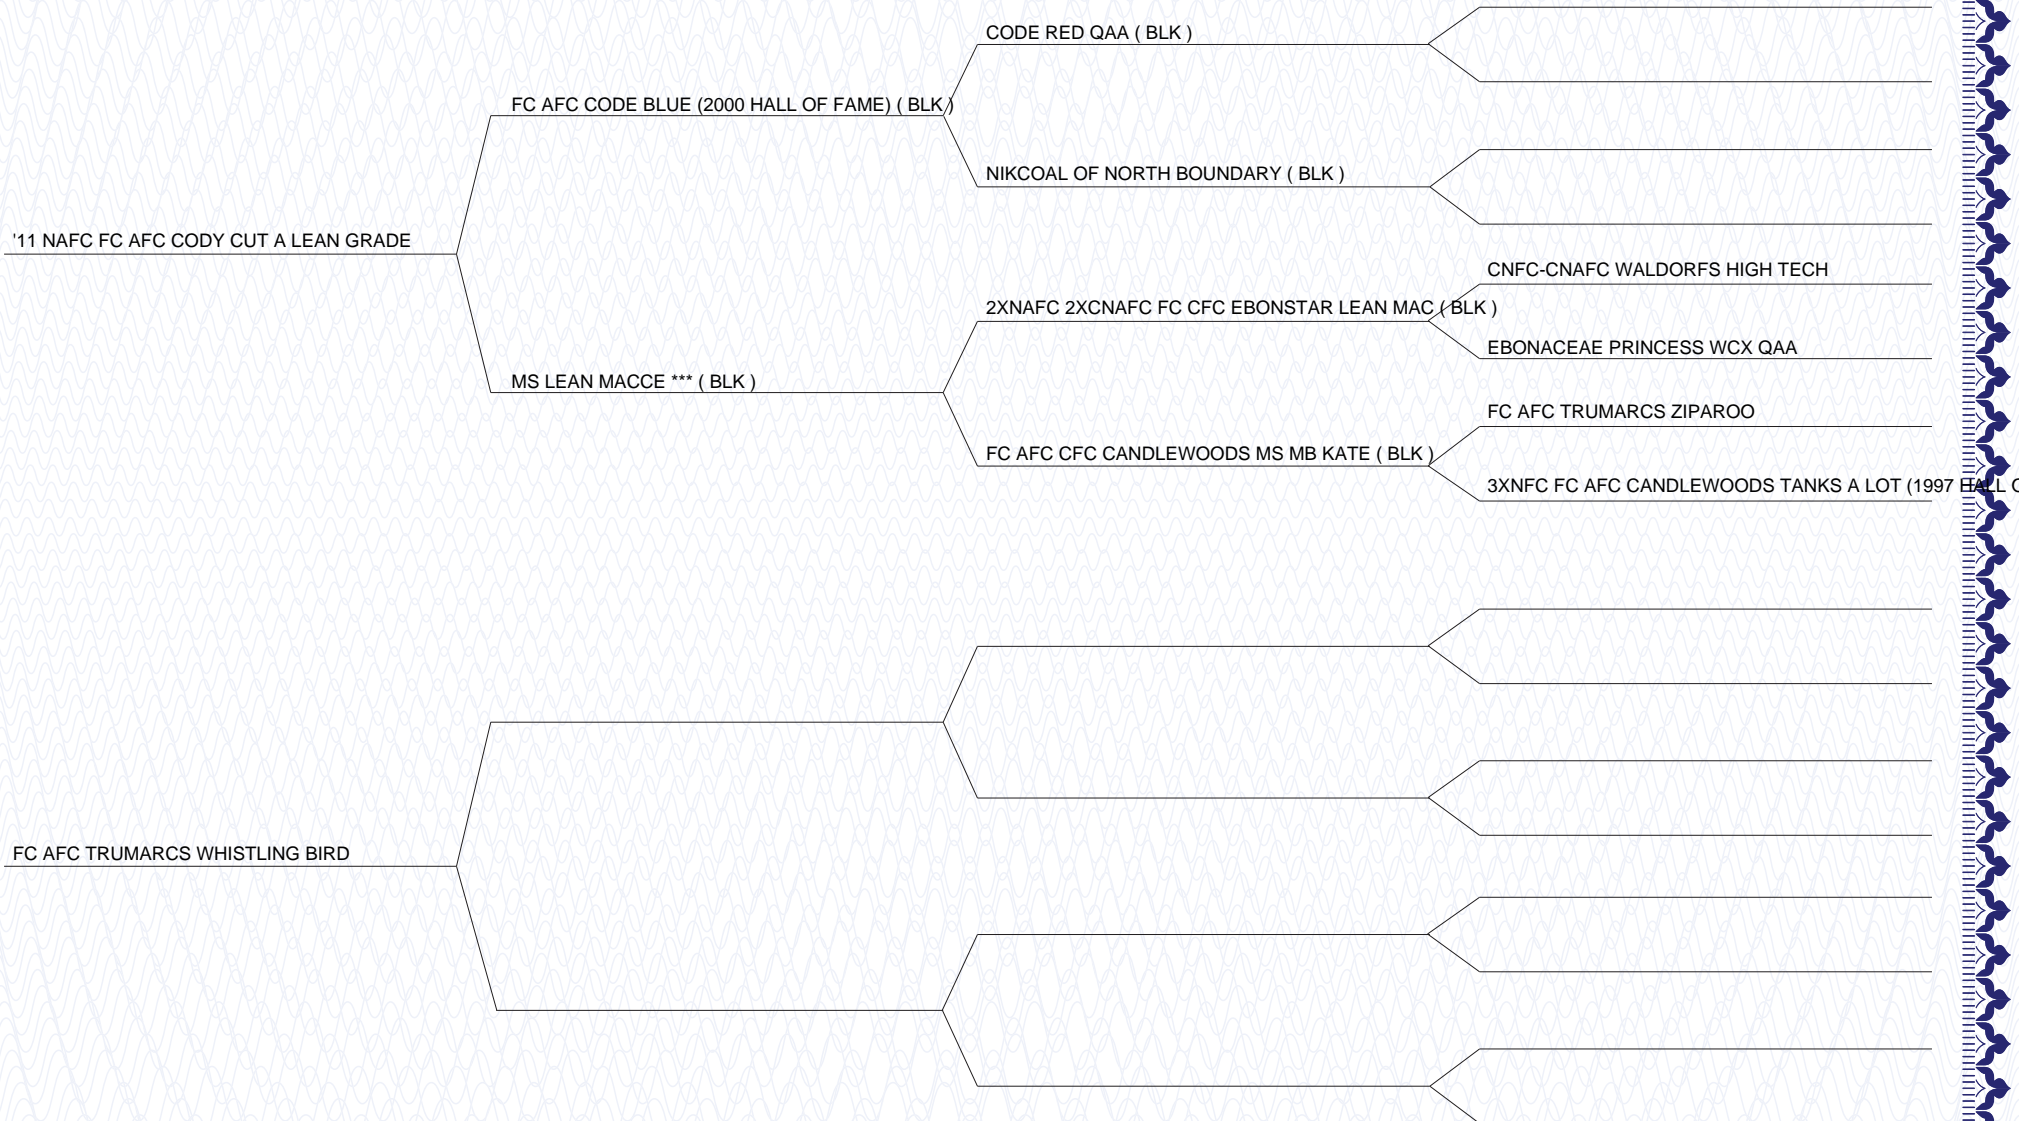 CODE RED QAA ( BLK )
FC AFC CODE BLUE (2000 HALL OF FAME) ( BLK )
NIKCOAL OF NORTH BOUNDARY ( BLK )
'11 NAFC FC AFC CODY CUT A LEAN GRADE
CNFC-CNAFC WALDORFS HIGH TECH
2XNAFC 2XCNAFC FC CFC EBONSTAR LEAN MAC ( BLK )
EBONACEAE PRINCESS WCX QAA
MS LEAN MACCE *** ( BLK )
FC AFC TRUMARCS ZIPAROO
FC AFC CFC CANDLEWOODS MS MB KATE ( BLK )
3XNFC FC AFC CANDLEWOODS TANKS A LOT (1997 HALL
FC AFC TRUMARCS WHISTLING BIRD